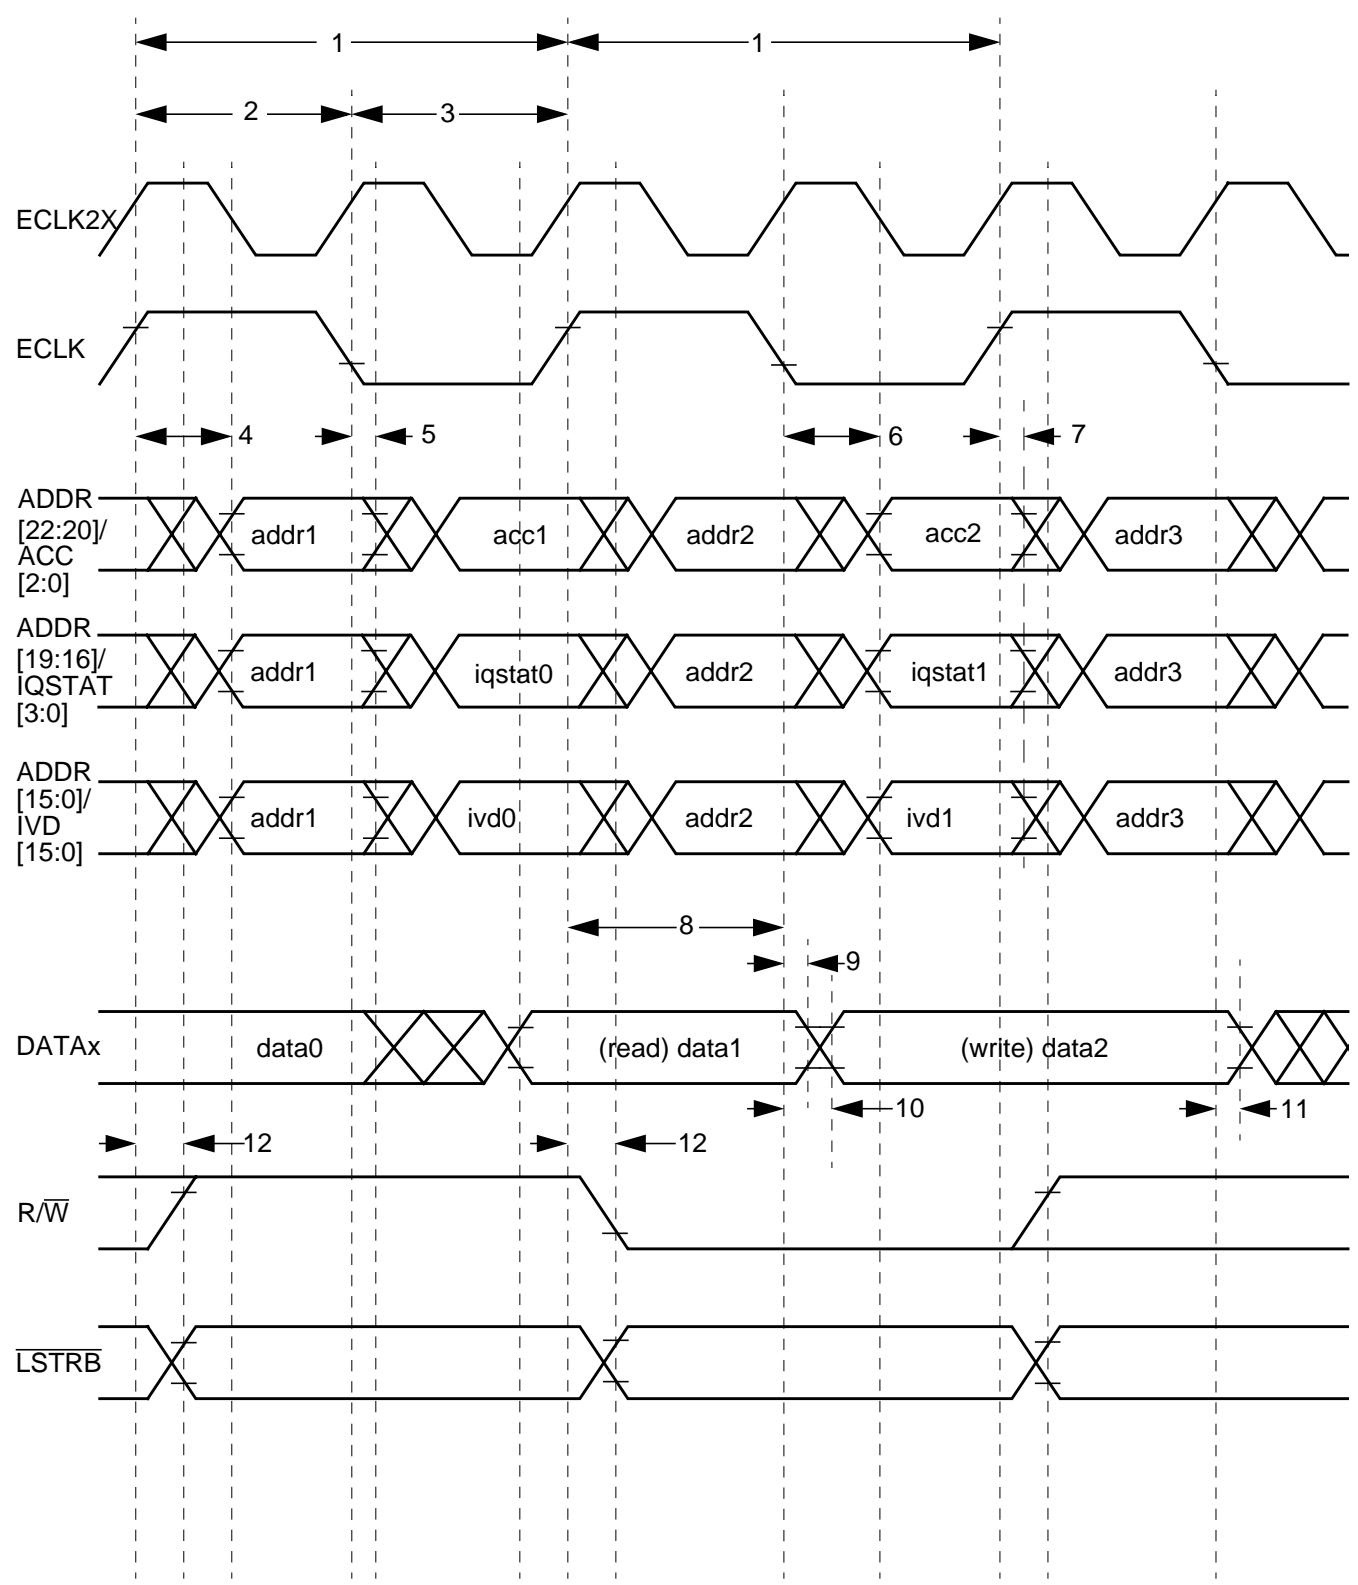 1 1
2 3
ECLK2X
ECLK
4 5 6 7
ADDR
[22:20]/
ACC
[2:0]
addr1 acc1 addr2 acc2 addr3
ADDR
[19:16]/
IQSTAT
[3:0]
addr1 iqstat0 addr2 iqstat1 addr3
ADDR
[15:0]/
IVD
[15:0]
addr1 ivd0 addr2 ivd1 addr3
8
9
DATAx data0 (read) data1 (write) data2
10 11
12 12
R/W̅
L̅S̅T̅R̅B̅